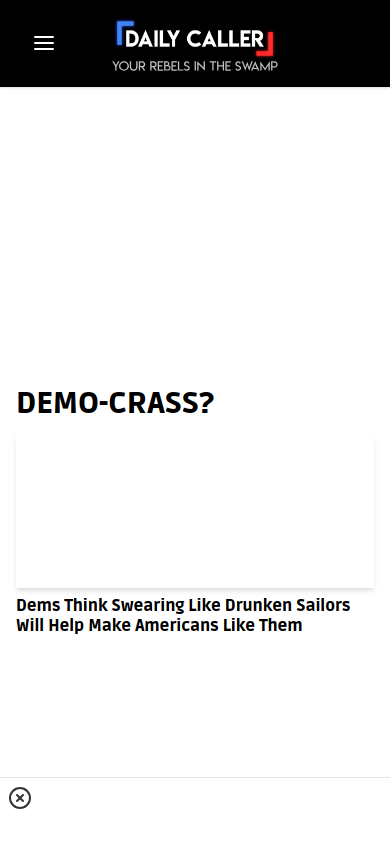 DAILY CALLER
YOUR REBELS IN THE SWAMP
DEMO-CRASS?
Dems Think Swearing Like Drunken Sailors
Will Help Make Americans Like Them